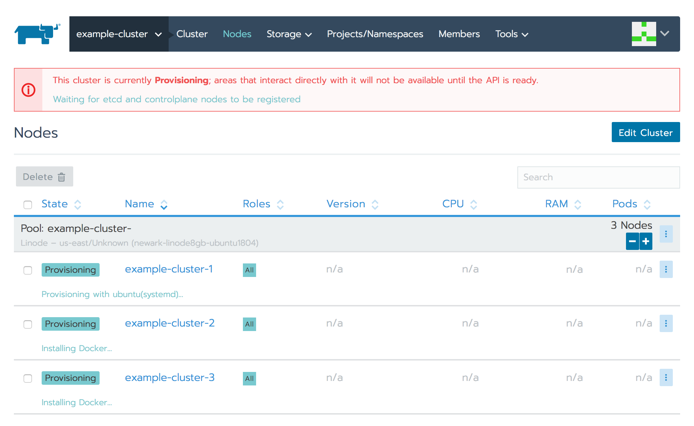 example-cluster Cluster Nodes Storage Projects/Namespaces Members Tools
This cluster is currently Provisioning; areas that interact directly with it will not be available until the API is ready.
Waiting for etcd and controlplane nodes to be registered
Nodes Edit Cluster
Delete Search
State Name Roles Version CPU RAM Pods
Pool: example-cluster- 3 Nodes
Linode – us-east/Unknown (newark-linode8gb-ubuntu1804)
Provisioning example-cluster-1 All n/a n/a n/a n/a
Provisioning with ubuntu(systemd)...
Provisioning example-cluster-2 All n/a n/a n/a n/a
Installing Docker...
Provisioning example-cluster-3 All n/a n/a n/a n/a
Installing Docker...